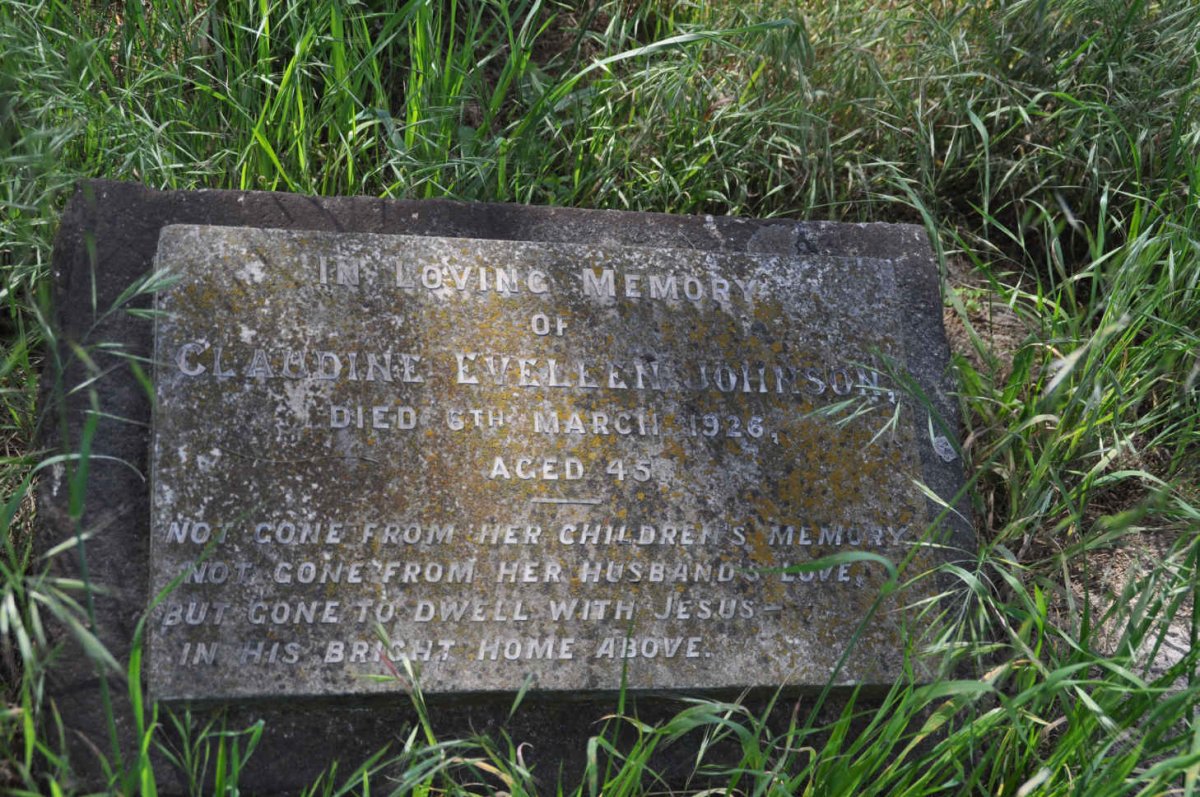 IN LOVING MEMORY
OF
CLAUDINE EVELEEN JOHNSON,
DIED 6TH MARCH 1926,
AGED 45
NOT GONE FROM HER CHILDREN'S MEMORY
NOT GONE FROM HER HUSBAND'S LOVE,
BUT GONE TO DWELL WITH JESUS—
IN HIS BRIGHT HOME ABOVE.